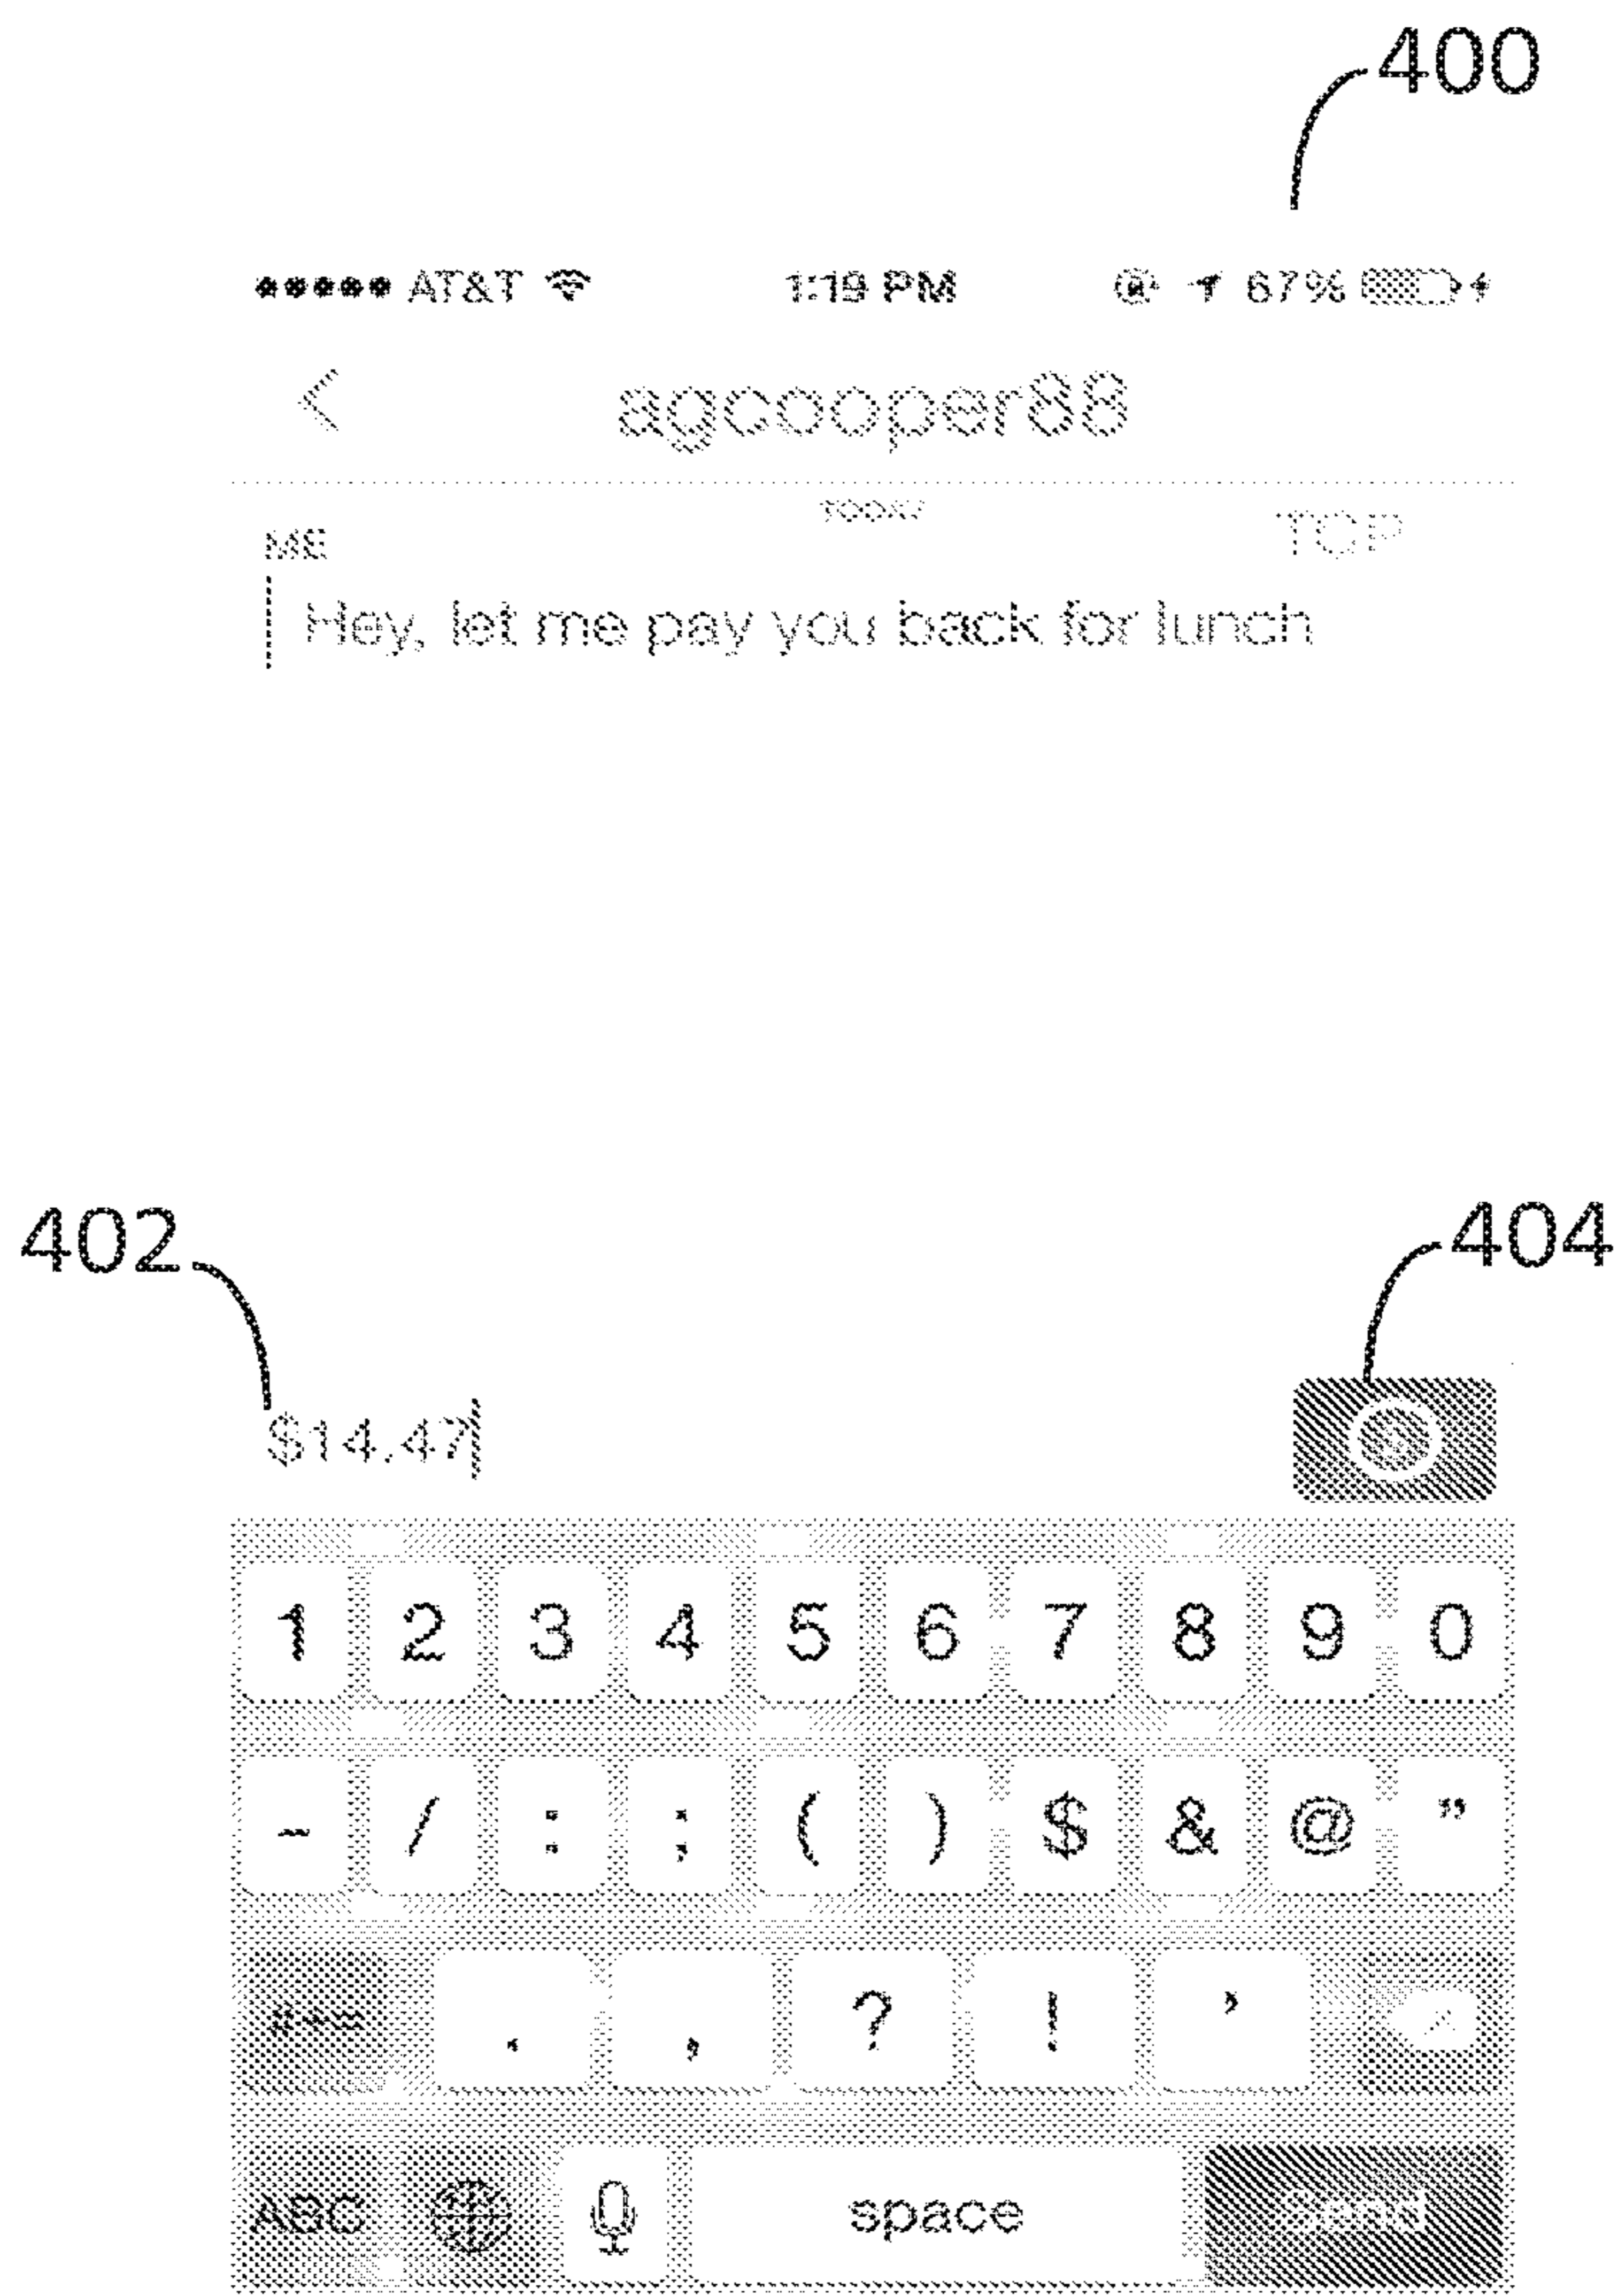 400
AT&T 1:19 PM 67%
agcooper88
TODAY
TOP
ME
Hey, let me pay you back for lunch
402
404
$14.47
1 2 3 4 5 6 7 8 9 0
- / : ; ( ) $ & @ "
#+= . , ? ! '
ABC space Send